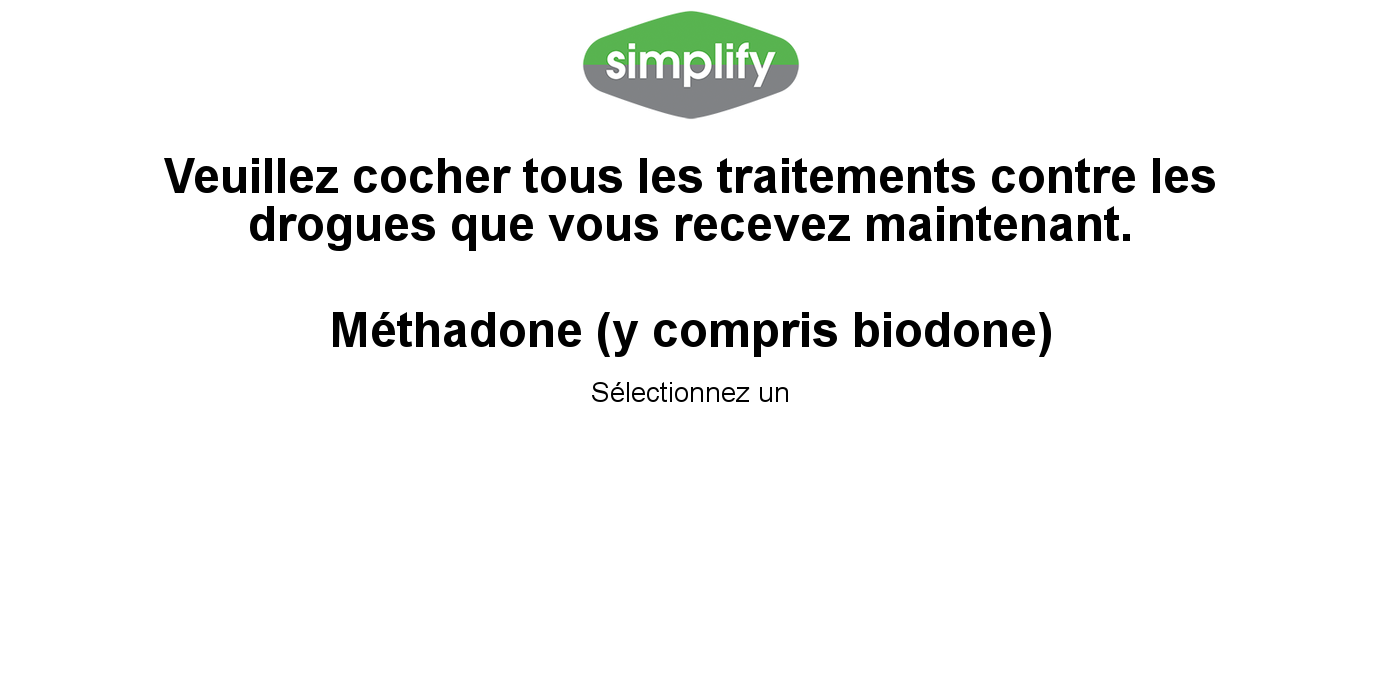 simplify
Veuillez cocher tous les traitements contre les
drogues que vous recevez maintenant.
Méthadone (y compris biodone)
Sélectionnez un